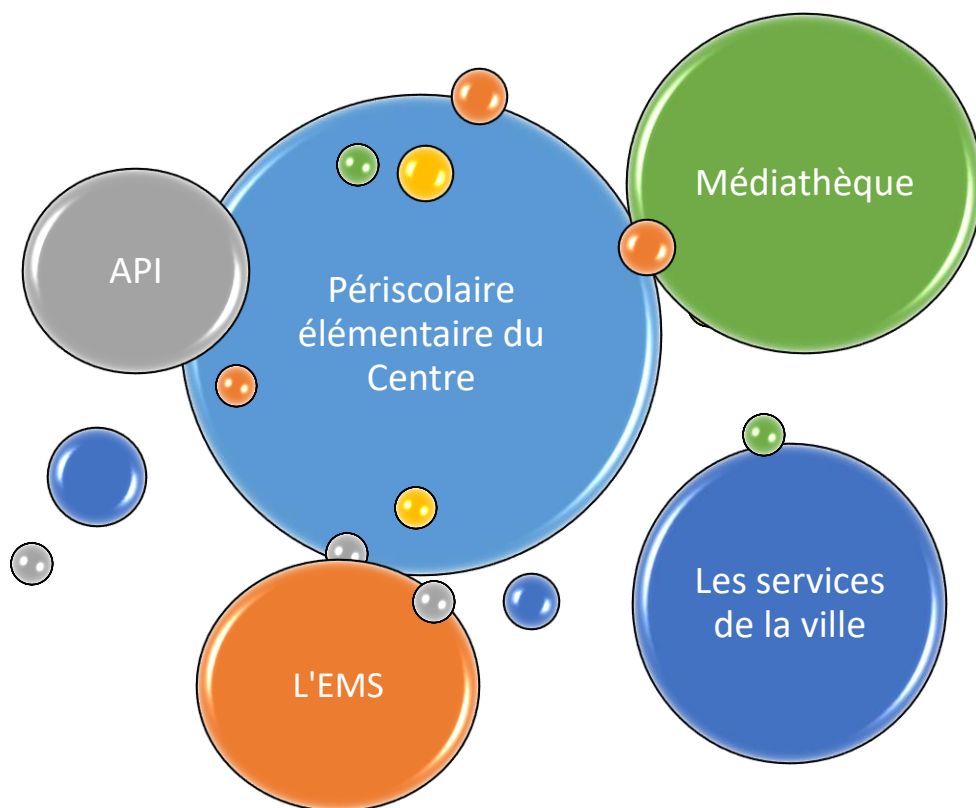 Médiathèque
API
Périscolaire
élémentaire du
Centre
Les services
de la ville
L'EMS